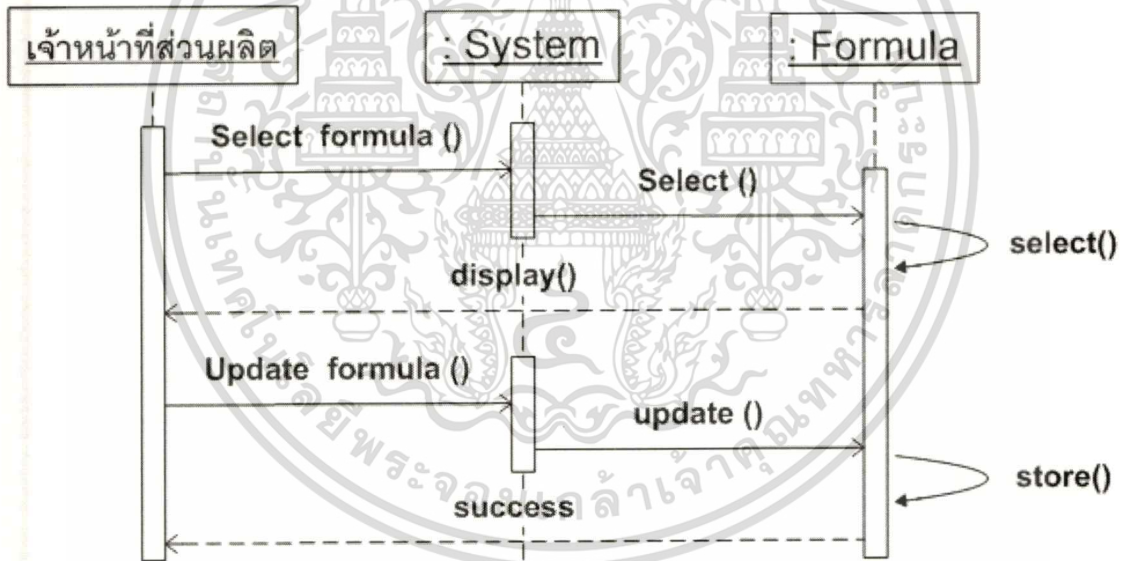 เจ้าหน้าที่ส่วนผลิต
: System
: Formula
Select formula ()
Select ()
select()
display()
Update formula ()
update ()
store()
success